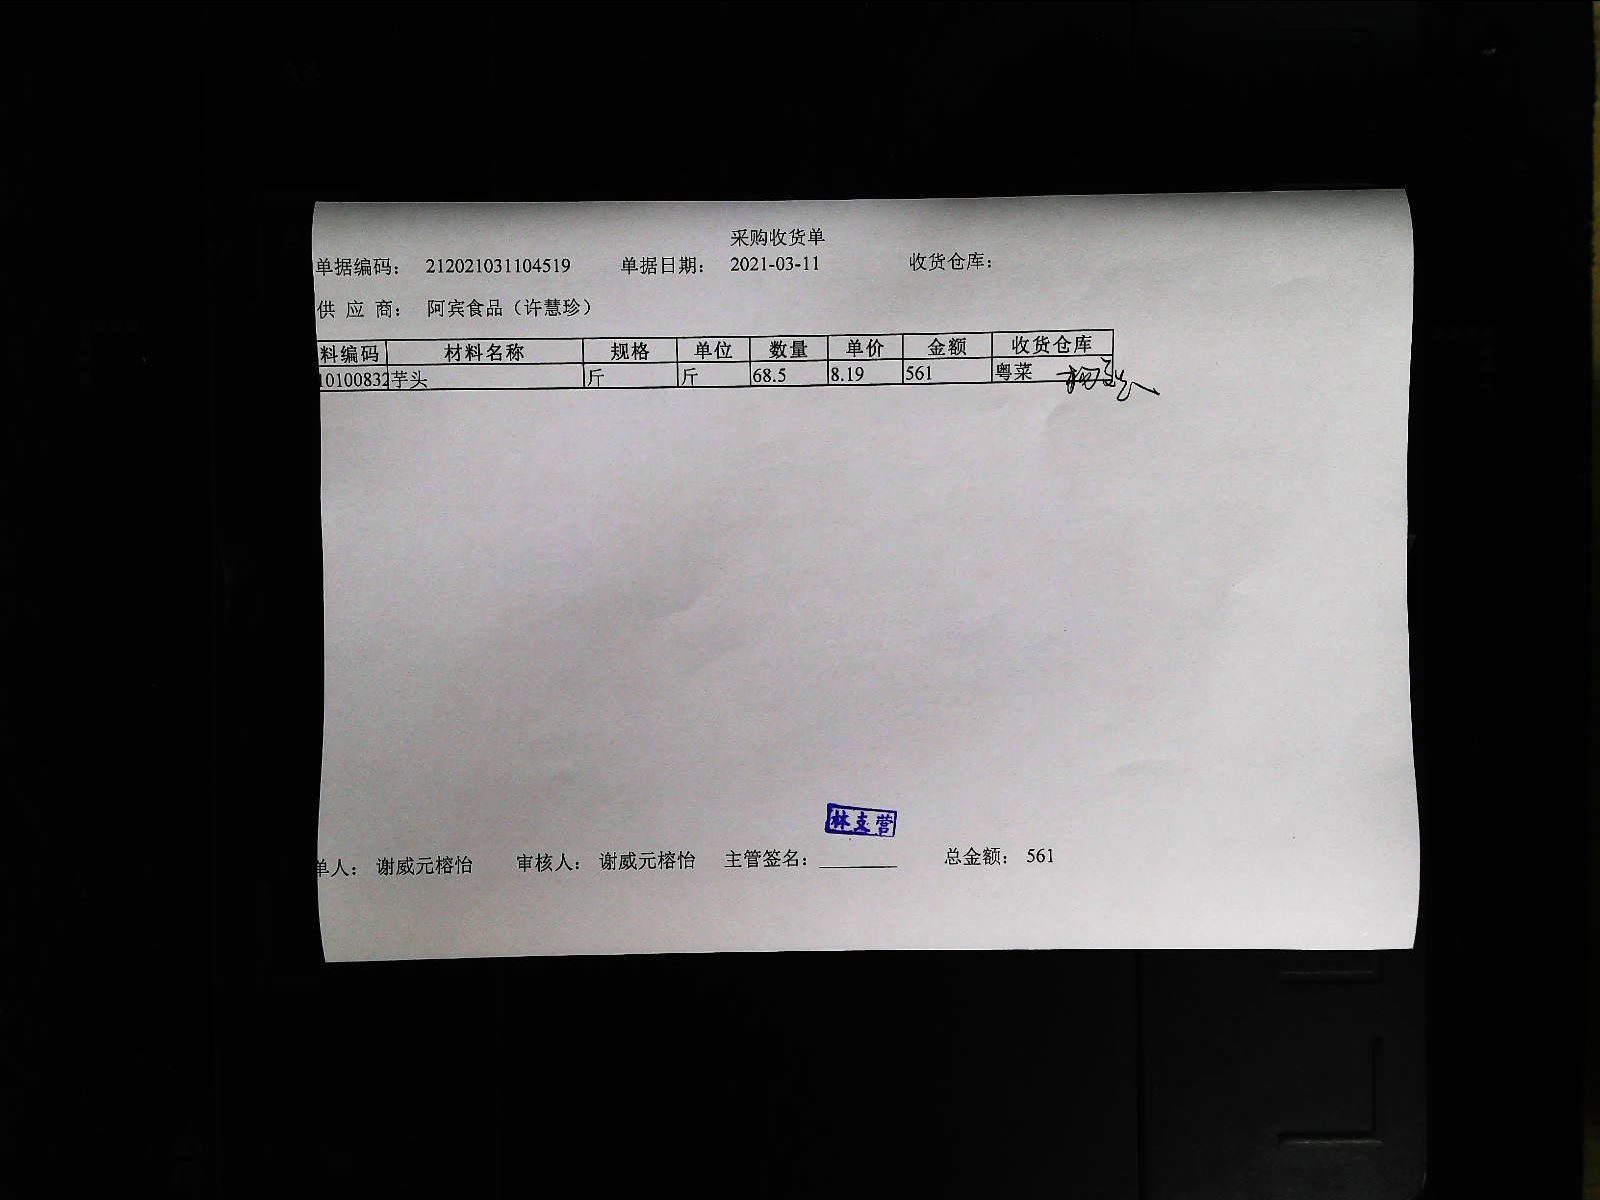 采购收货单
单据编码： 212021031104519 单据日期： 2021-03-11 收货仓库：
供 应 商： 阿宾食品（许慧珍）
料编码 材料名称 规格 单位 数量 单价 金额 收货仓库
10100832 芋头 斤 斤 68.5 8.19 561 粤菜
林支营
单人： 谢威元榕怡 审核人： 谢威元榕怡 主管签名： 总金额： 561